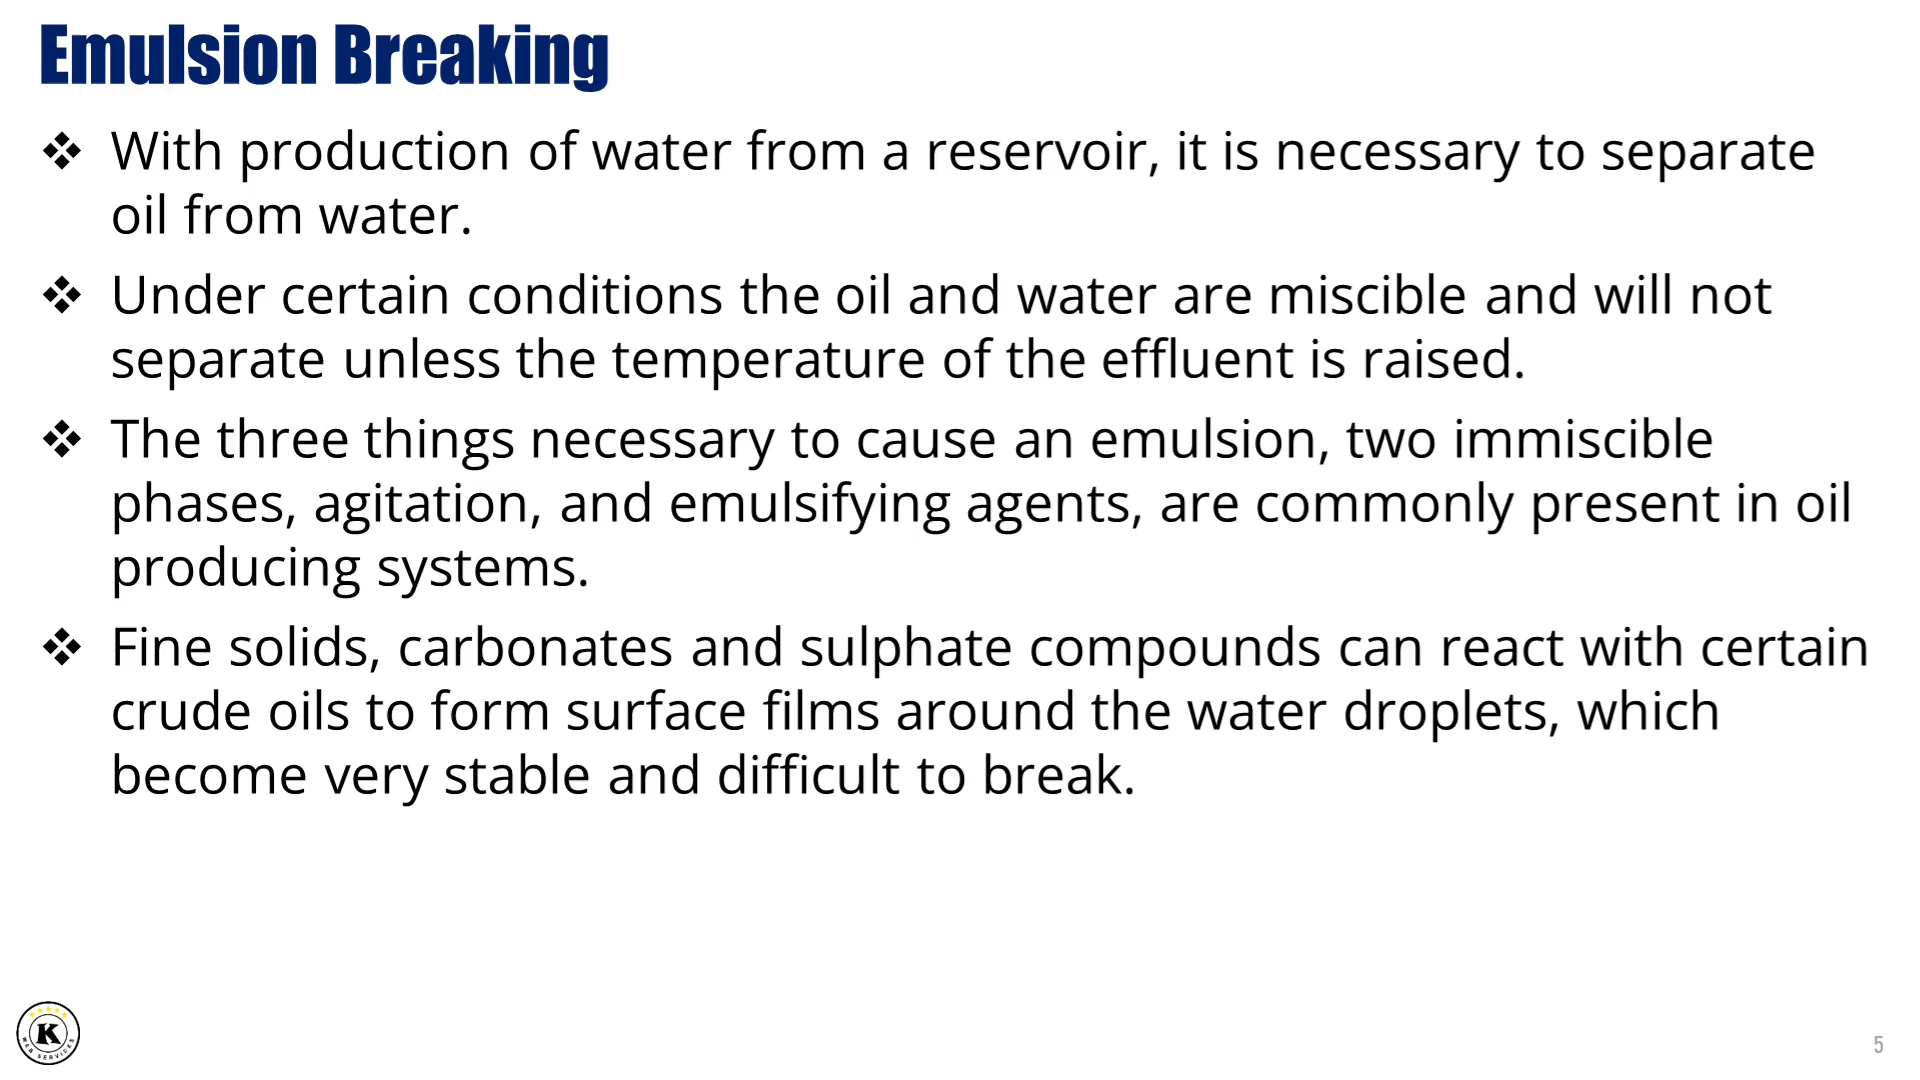 Emulsion Breaking
❖ With production of water from a reservoir, it is necessary to separate
oil from water.
❖ Under certain conditions the oil and water are miscible and will not
separate unless the temperature of the effluent is raised.
❖ The three things necessary to cause an emulsion, two immiscible
phases, agitation, and emulsifying agents, are commonly present in oil
producing systems.
❖ Fine solids, carbonates and sulphate compounds can react with certain
crude oils to form surface films around the water droplets, which
become very stable and difficult to break.
K
WEB SERVICES
5